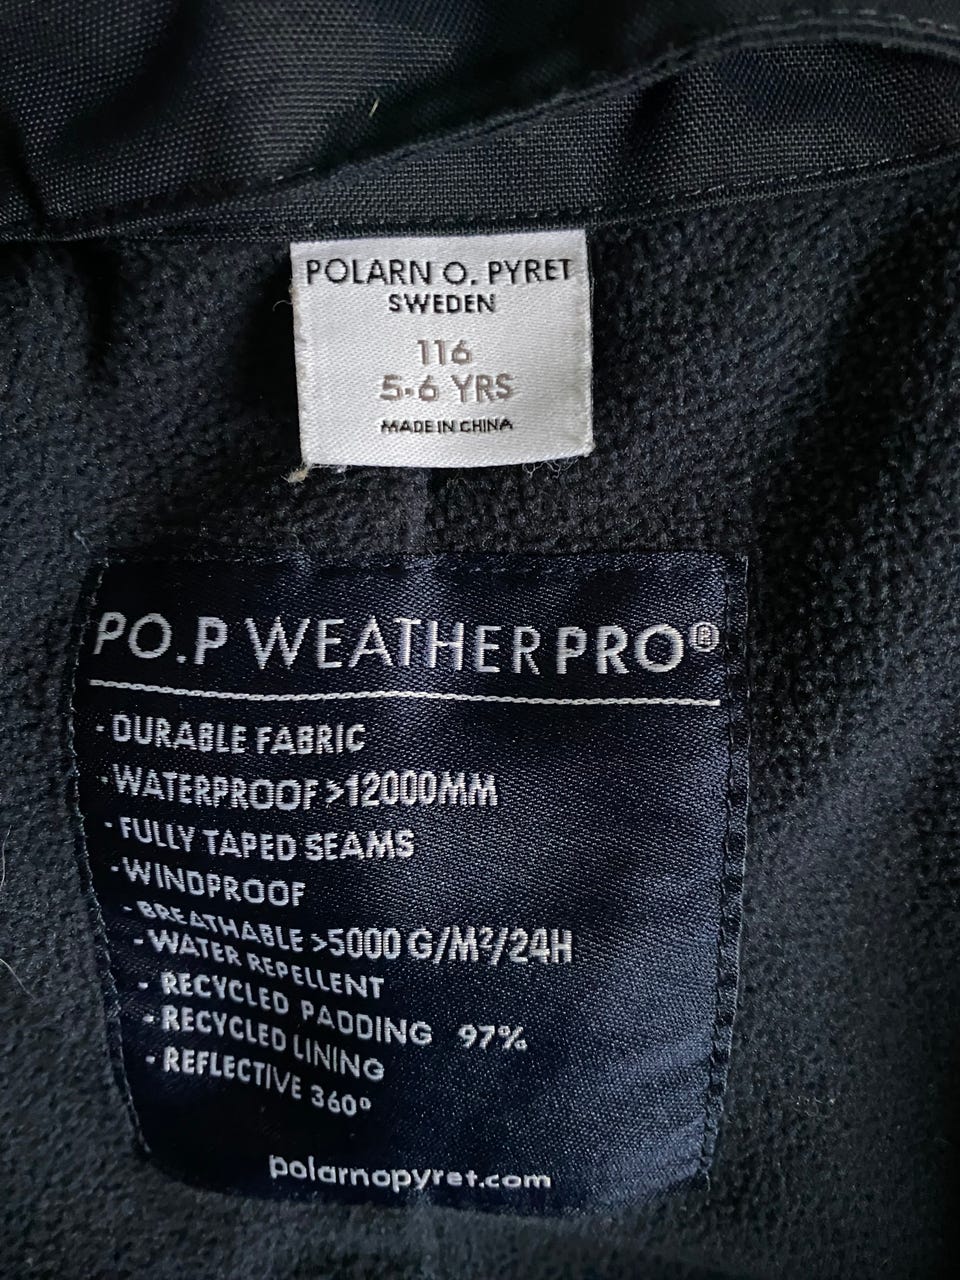 POLARN O. PYRET
SWEDEN
116
5-6 YRS
MADE IN CHINA
PO.P WEATHERPRO®
- DURABLE FABRIC
- WATERPROOF >12000MM
- FULLY TAPED SEAMS
- WINDPROOF
- BREATHABLE >5000 G/M²/24H
- WATER REPELLENT
- RECYCLED PADDING 97%
- RECYCLED LINING
- REFLECTIVE 360°
polarnopyret.com